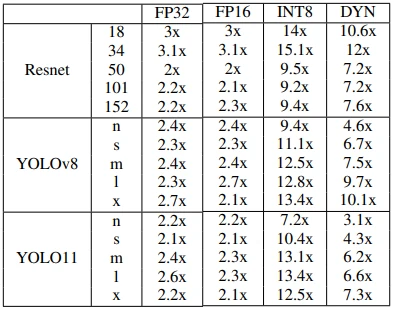 FP32 FP16 INT8 DYN
18 3x 3x 14x 10.6x
34 3.1x 3.1x 15.1x 12x
Resnet 50 2x 2x 9.5x 7.2x
101 2.2x 2.1x 9.2x 7.2x
152 2.2x 2.3x 9.4x 7.6x
n 2.4x 2.4x 9.4x 4.6x
s 2.3x 2.3x 11.1x 6.7x
YOLOv8 m 2.4x 2.4x 12.5x 7.5x
l 2.3x 2.7x 12.8x 9.7x
x 2.7x 2.1x 13.4x 10.1x
n 2.2x 2.2x 7.2x 3.1x
s 2.1x 2.1x 10.4x 4.3x
YOLO11 m 2.4x 2.3x 13.1x 6.2x
l 2.6x 2.3x 13.4x 6.6x
x 2.2x 2.1x 12.5x 7.3x